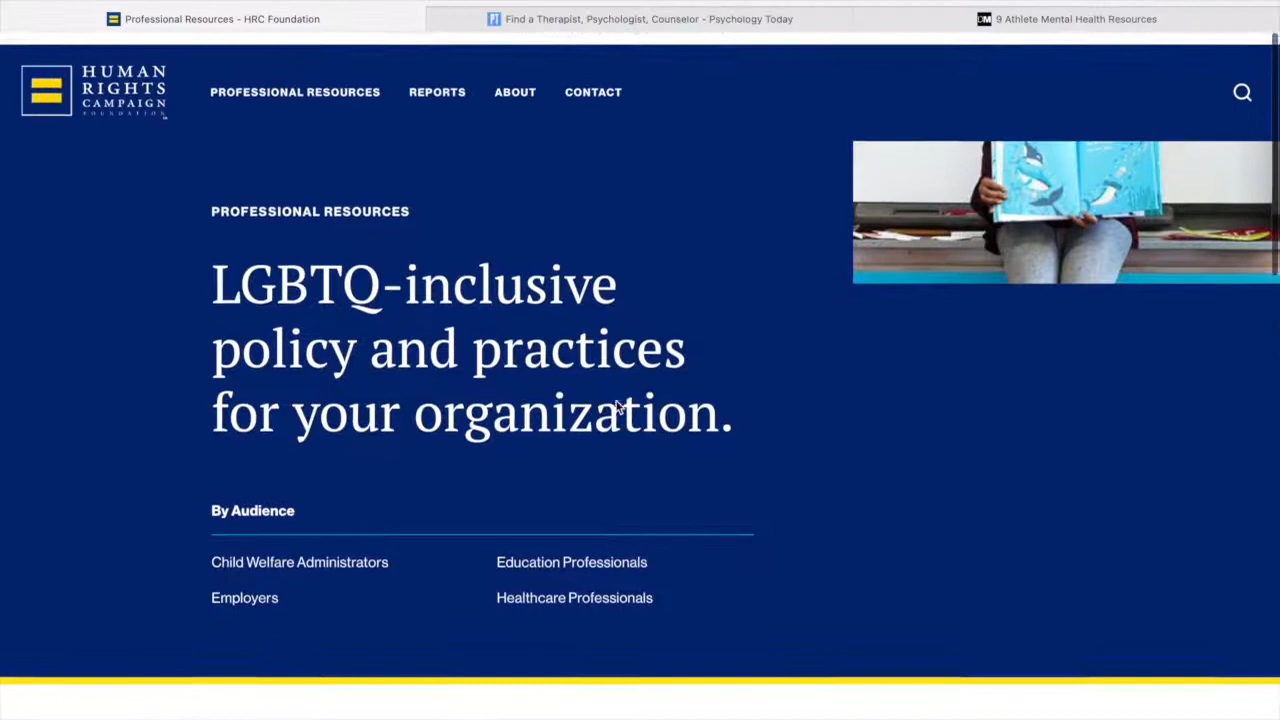 Professional Resources - HRC Foundation
Find a Therapist, Psychologist, Counselor - Psychology Today
DM 9 Athlete Mental Health Resources
HUMAN
RIGHTS
CAMPAIGN
FOUNDATION
PROFESSIONAL RESOURCES
REPORTS
ABOUT
CONTACT
PROFESSIONAL RESOURCES
LGBTQ-inclusive
policy and practices
for your organization.
By Audience
Child Welfare Administrators
Education Professionals
Employers
Healthcare Professionals